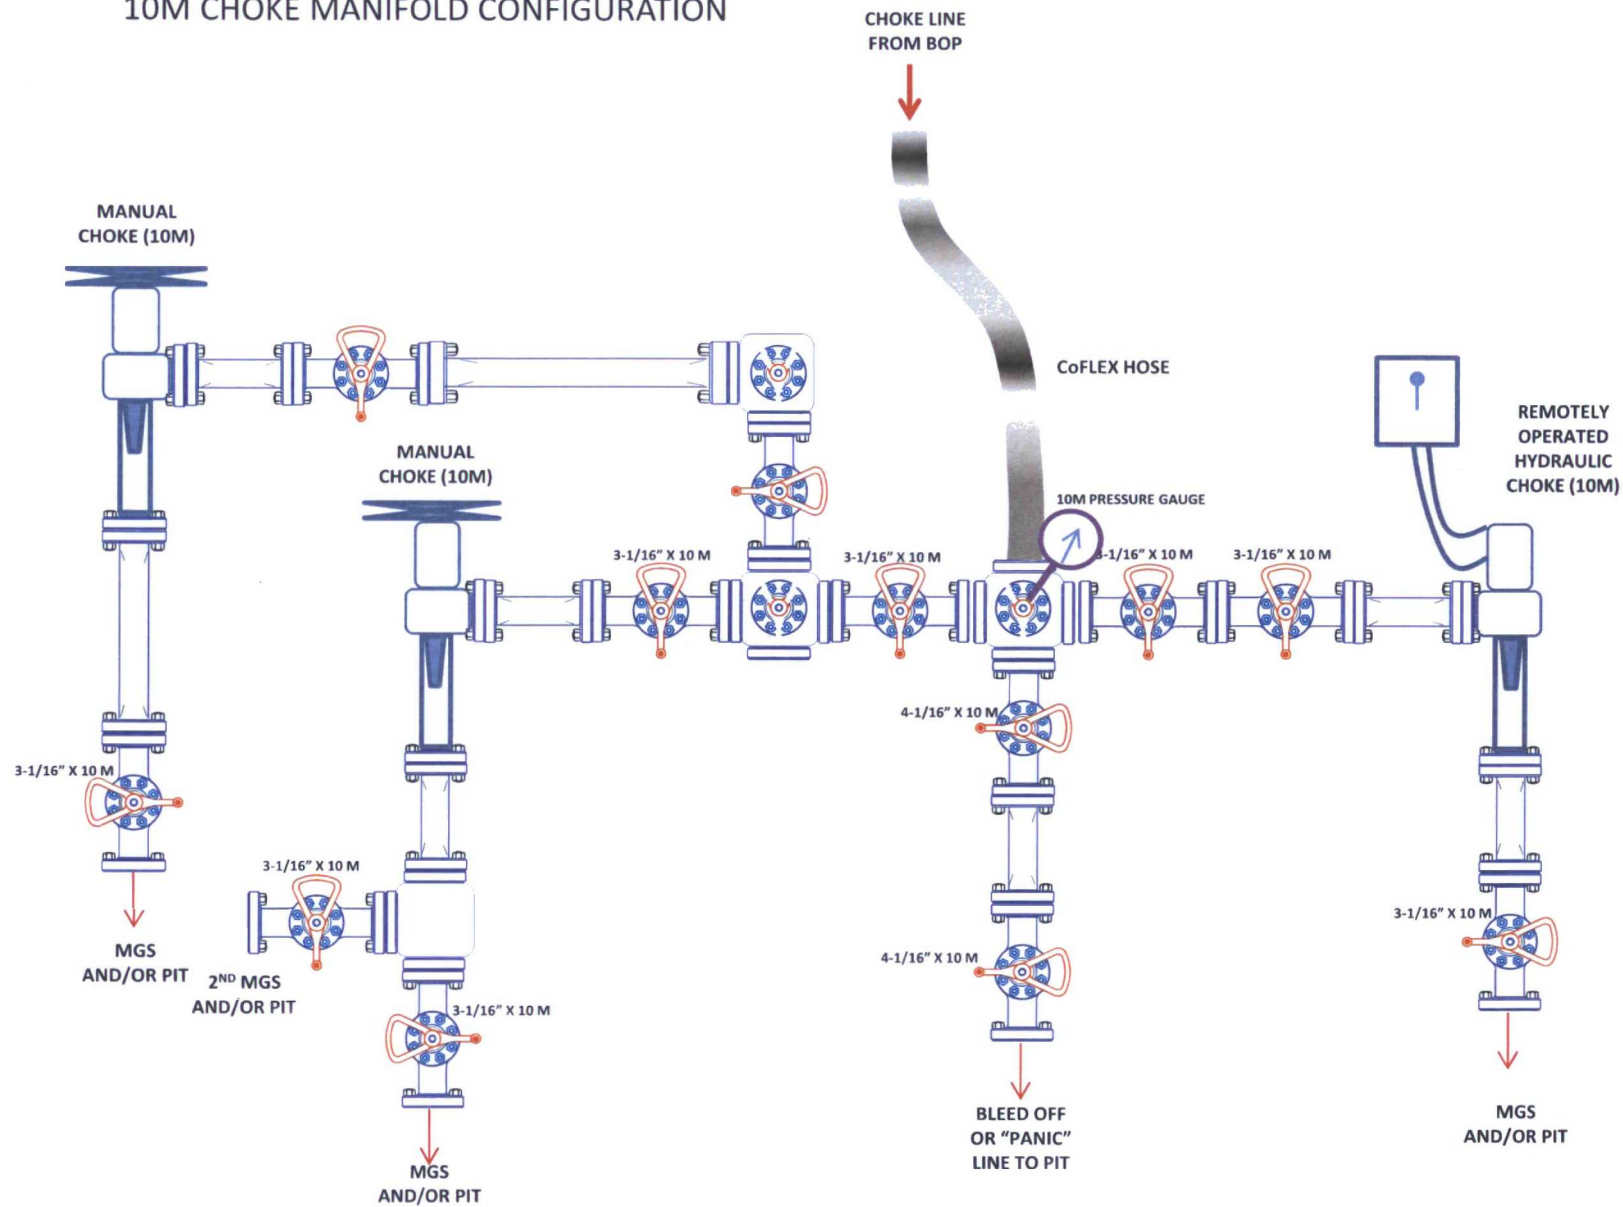 10M CHOKE MANIFOLD CONFIGURATION
CHOKE LINE
FROM BOP
MANUAL
CHOKE (10M)
CoFLEX HOSE
REMOTELY
OPERATED
HYDRAULIC
CHOKE (10M)
MANUAL
CHOKE (10M)
10M PRESSURE GAUGE
3-1/16" X 10 M
3-1/16" X 10 M
-1/16" X 10 M
3-1/16" X 10 M
4-1/16" X 10 M
3-1/16" X 10 M
3-1/16" X 10 M
3-1/16" X 10 M
4-1/16" X 10 M
MGS
AND/OR PIT
2ND MGS
AND/OR PIT
3-1/16" X 10 M
BLEED OFF
OR “PANIC”
LINE TO PIT
MGS
AND/OR PIT
MGS
AND/OR PIT